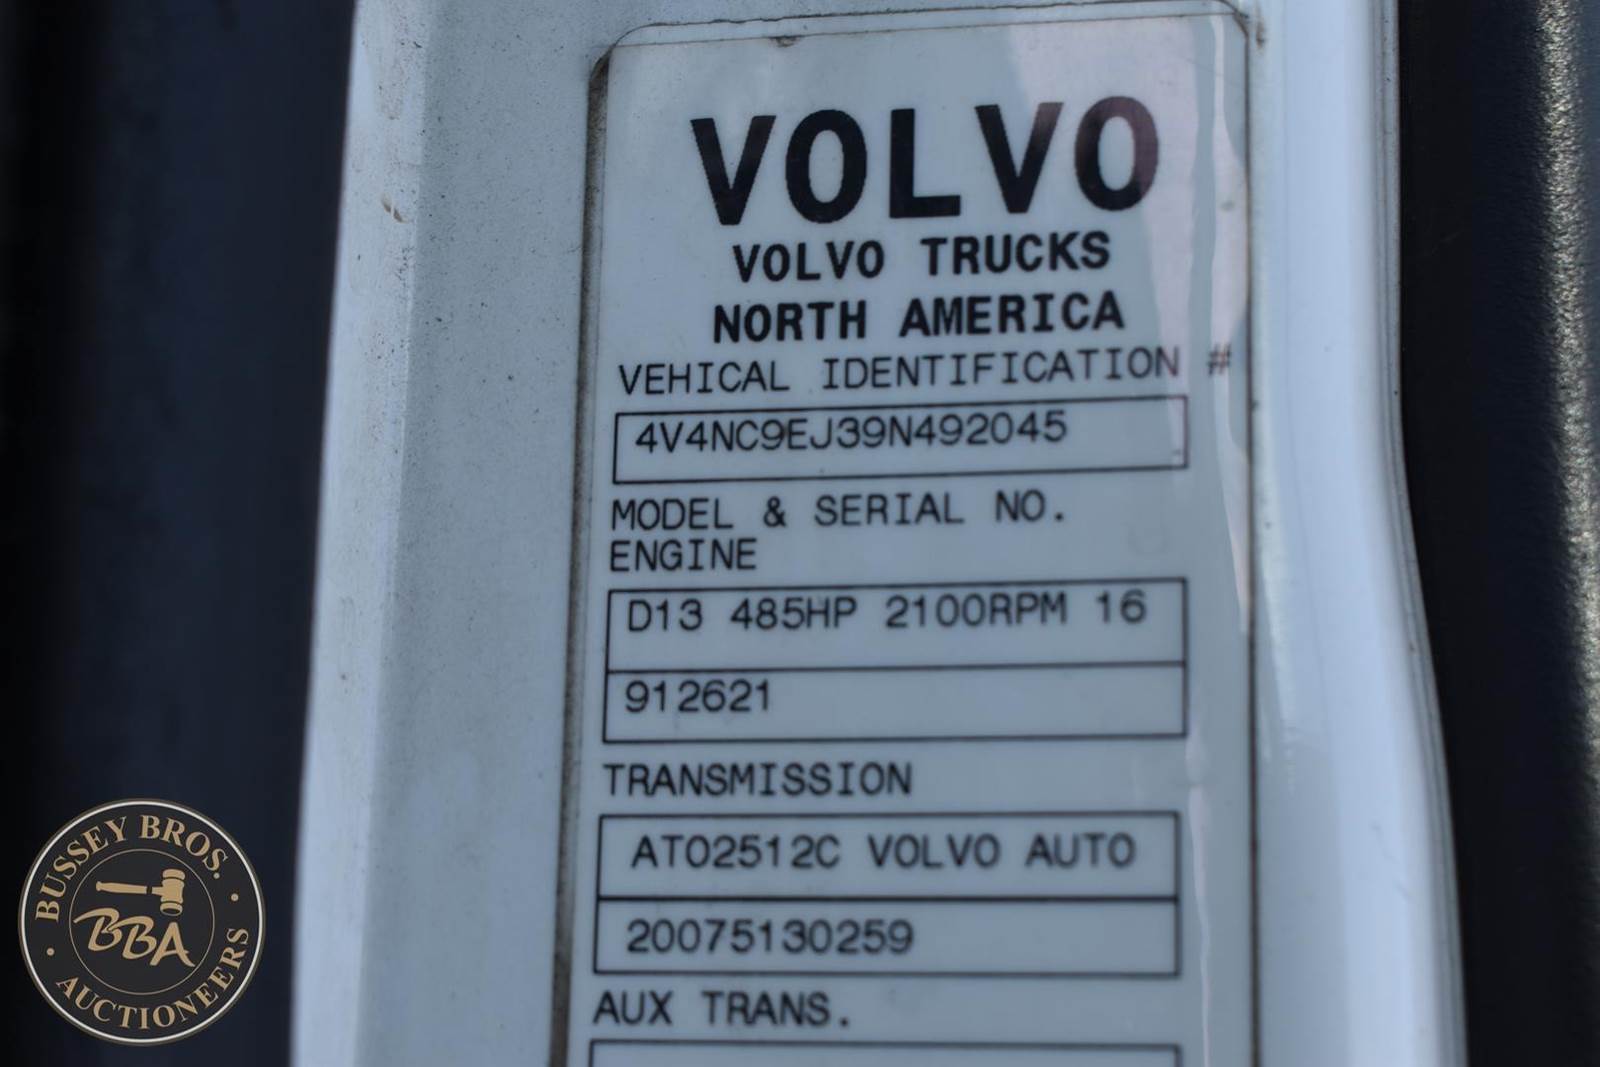 VOLVO
VOLVO TRUCKS
NORTH AMERICA
VEHICAL IDENTIFICATION #
4V4NC9EJ39N492045
MODEL & SERIAL NO.
ENGINE
D13 485HP 2100RPM 16
912621
TRANSMISSION
ATO2512C VOLVO AUTO
20075130259
AUX TRANS.
BUSSEY BROS.
BBA
AUCTIONEERS